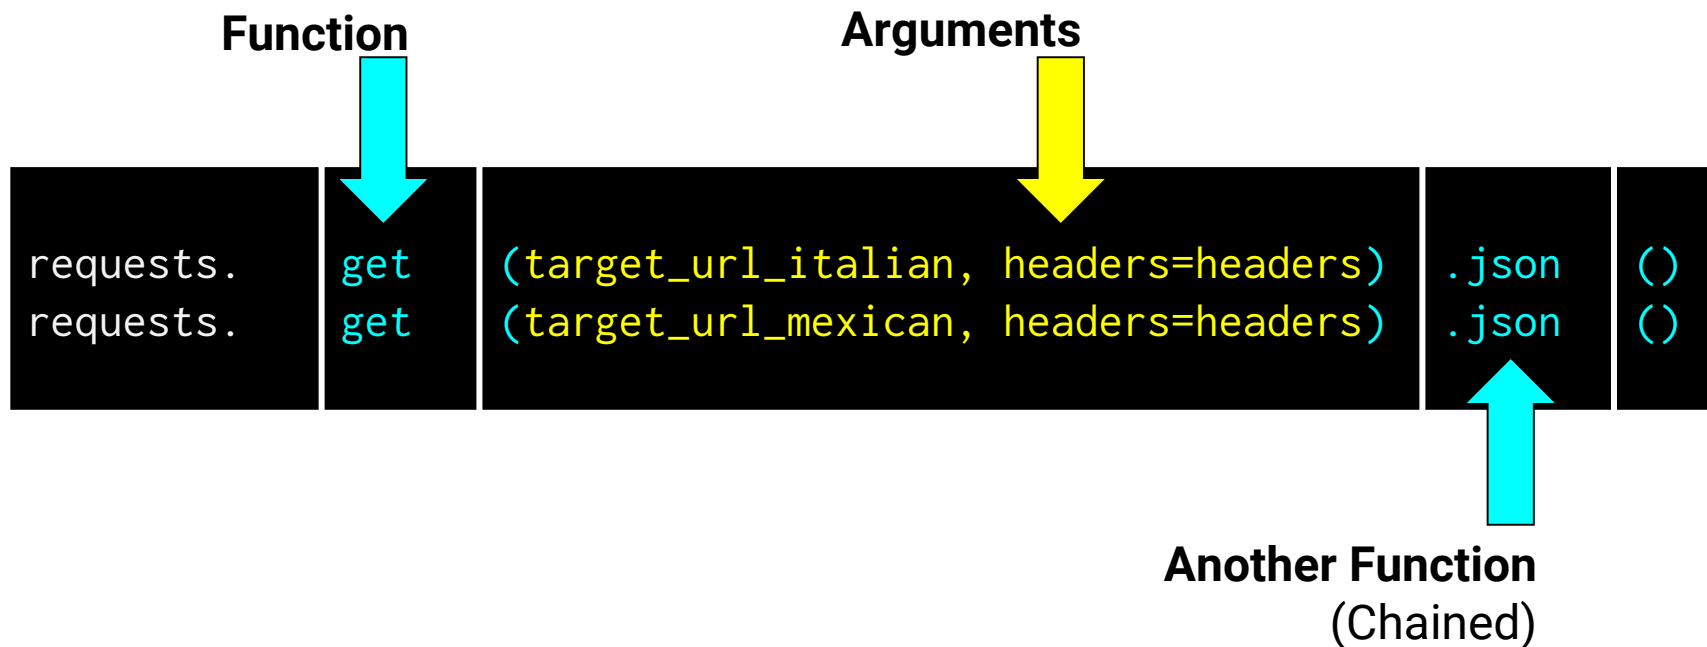 Function
Arguments
requests. get (target_url_italian, headers=headers) .json ()
requests. get (target_url_mexican, headers=headers) .json ()
Another Function
(Chained)